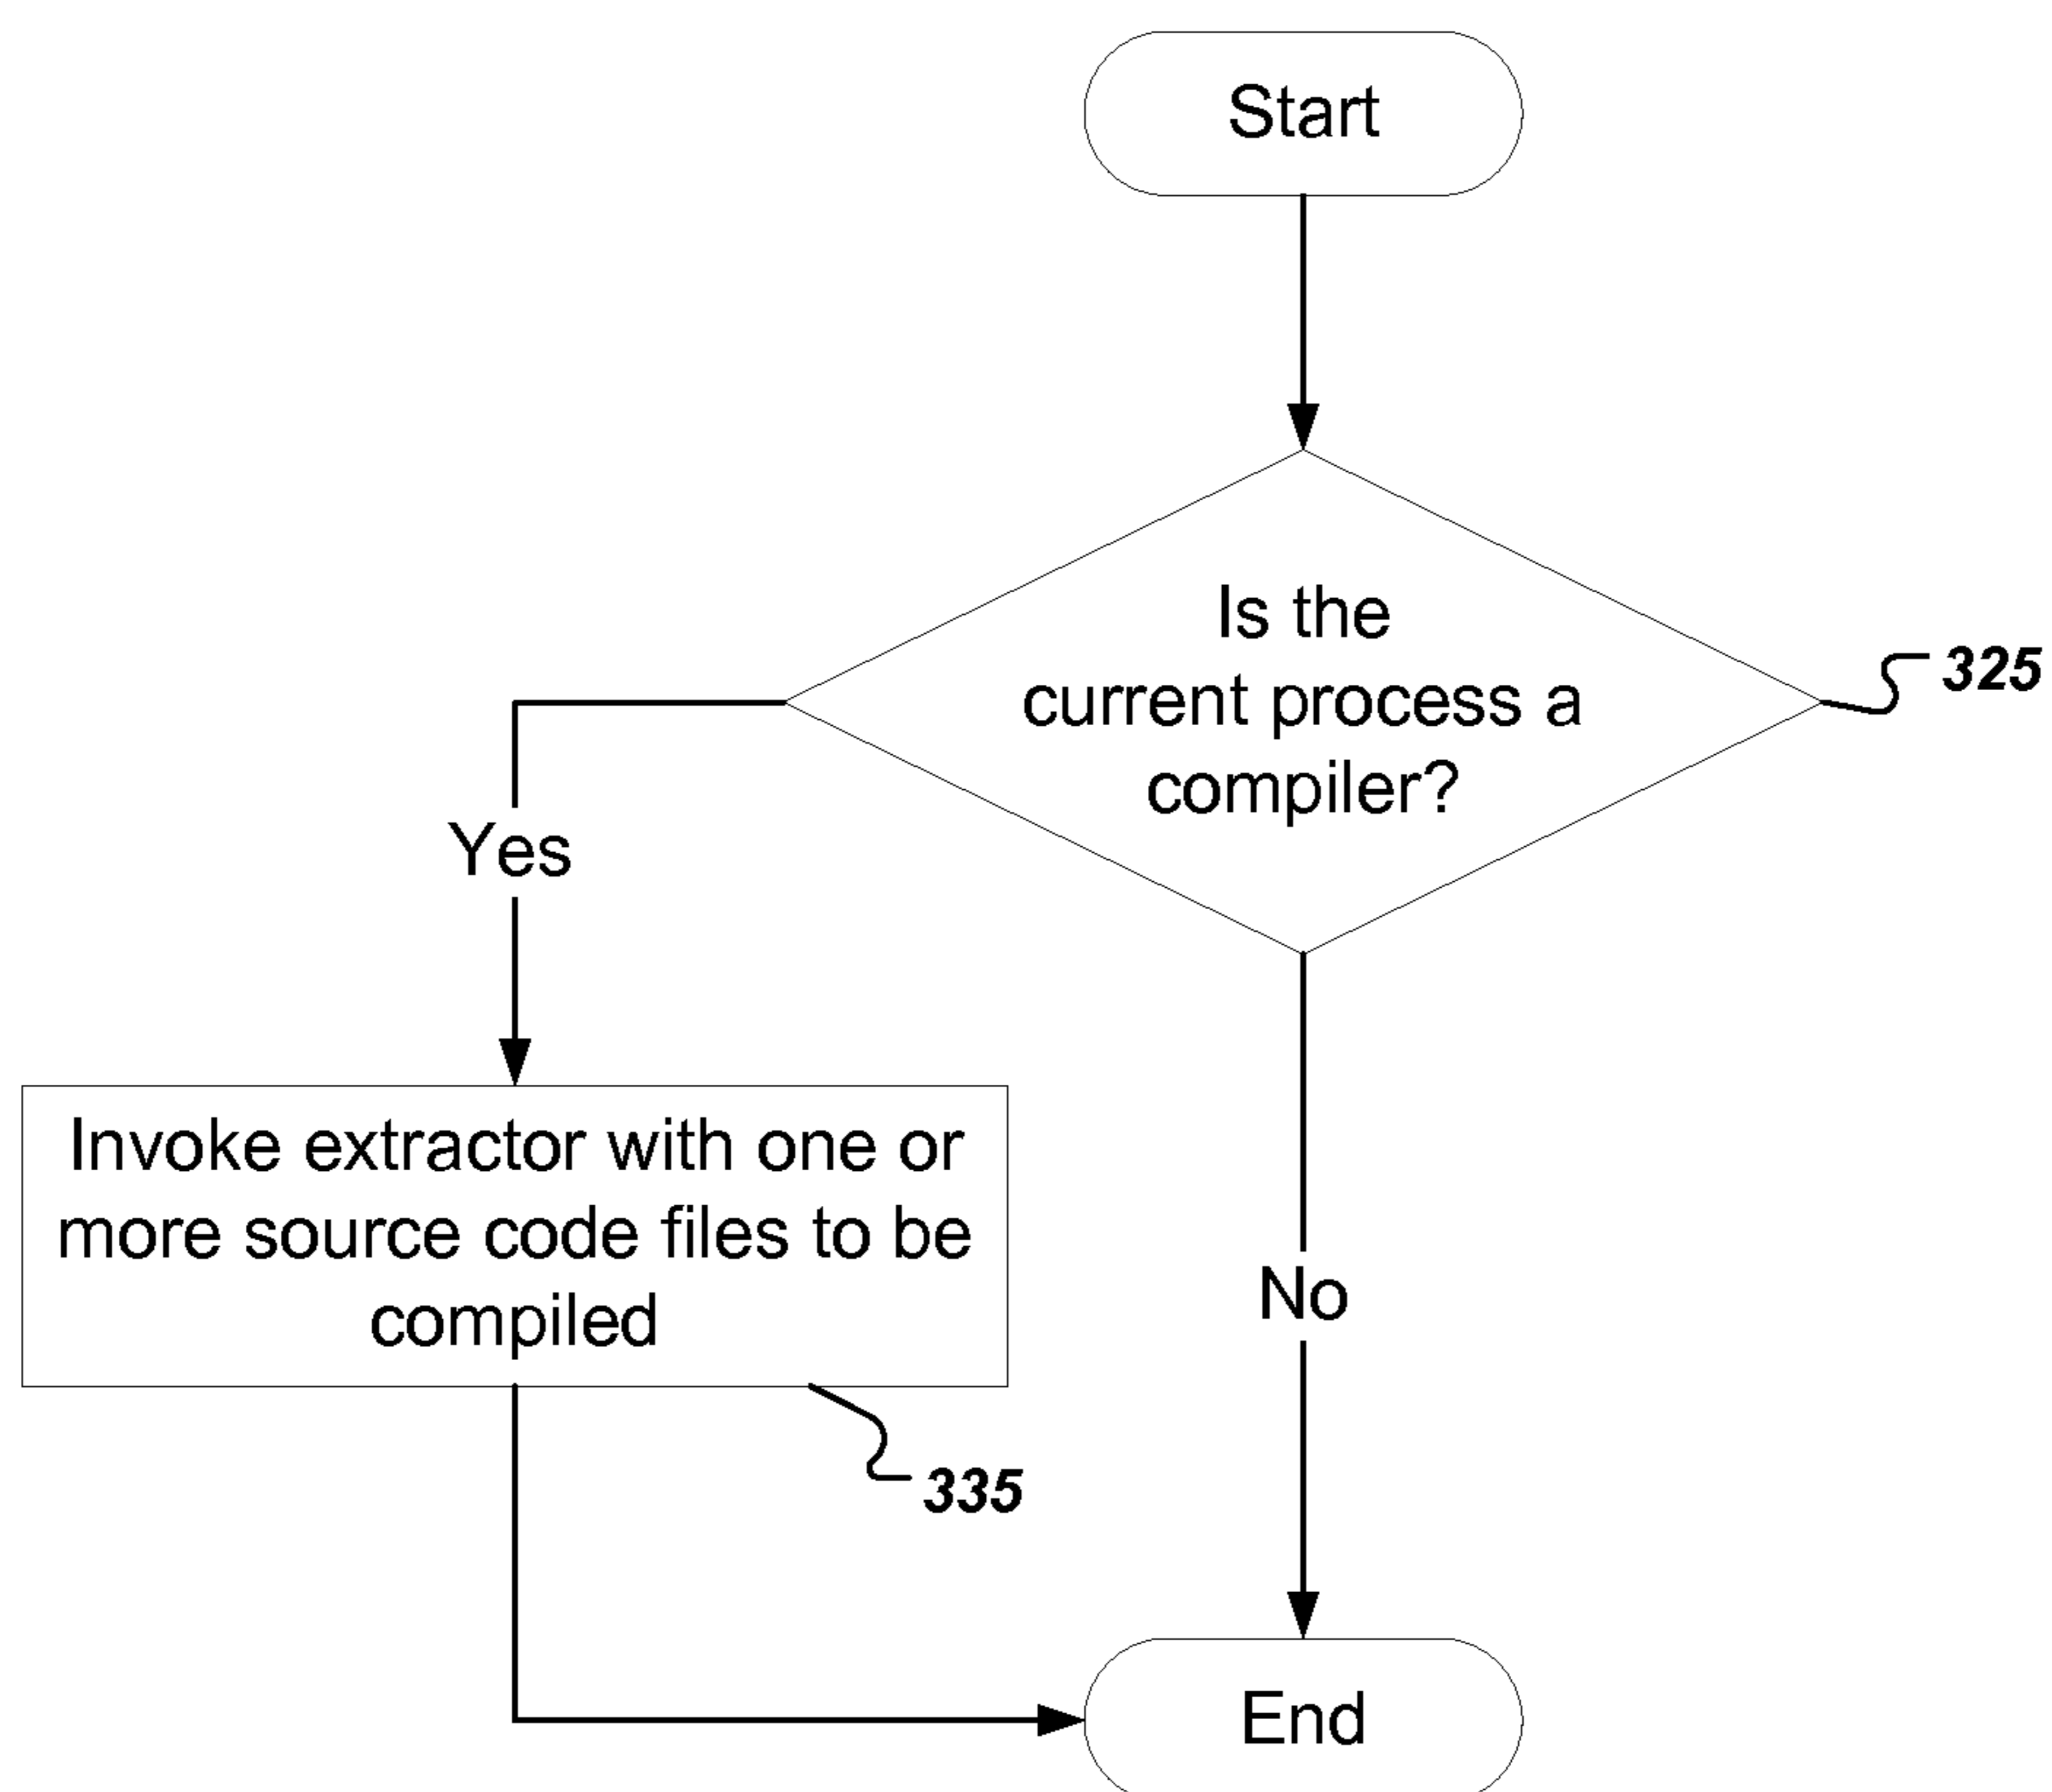 Start
Is the
current process a
compiler?
325
Yes
Invoke extractor with one or
more source code files to be
compiled
No
335
End